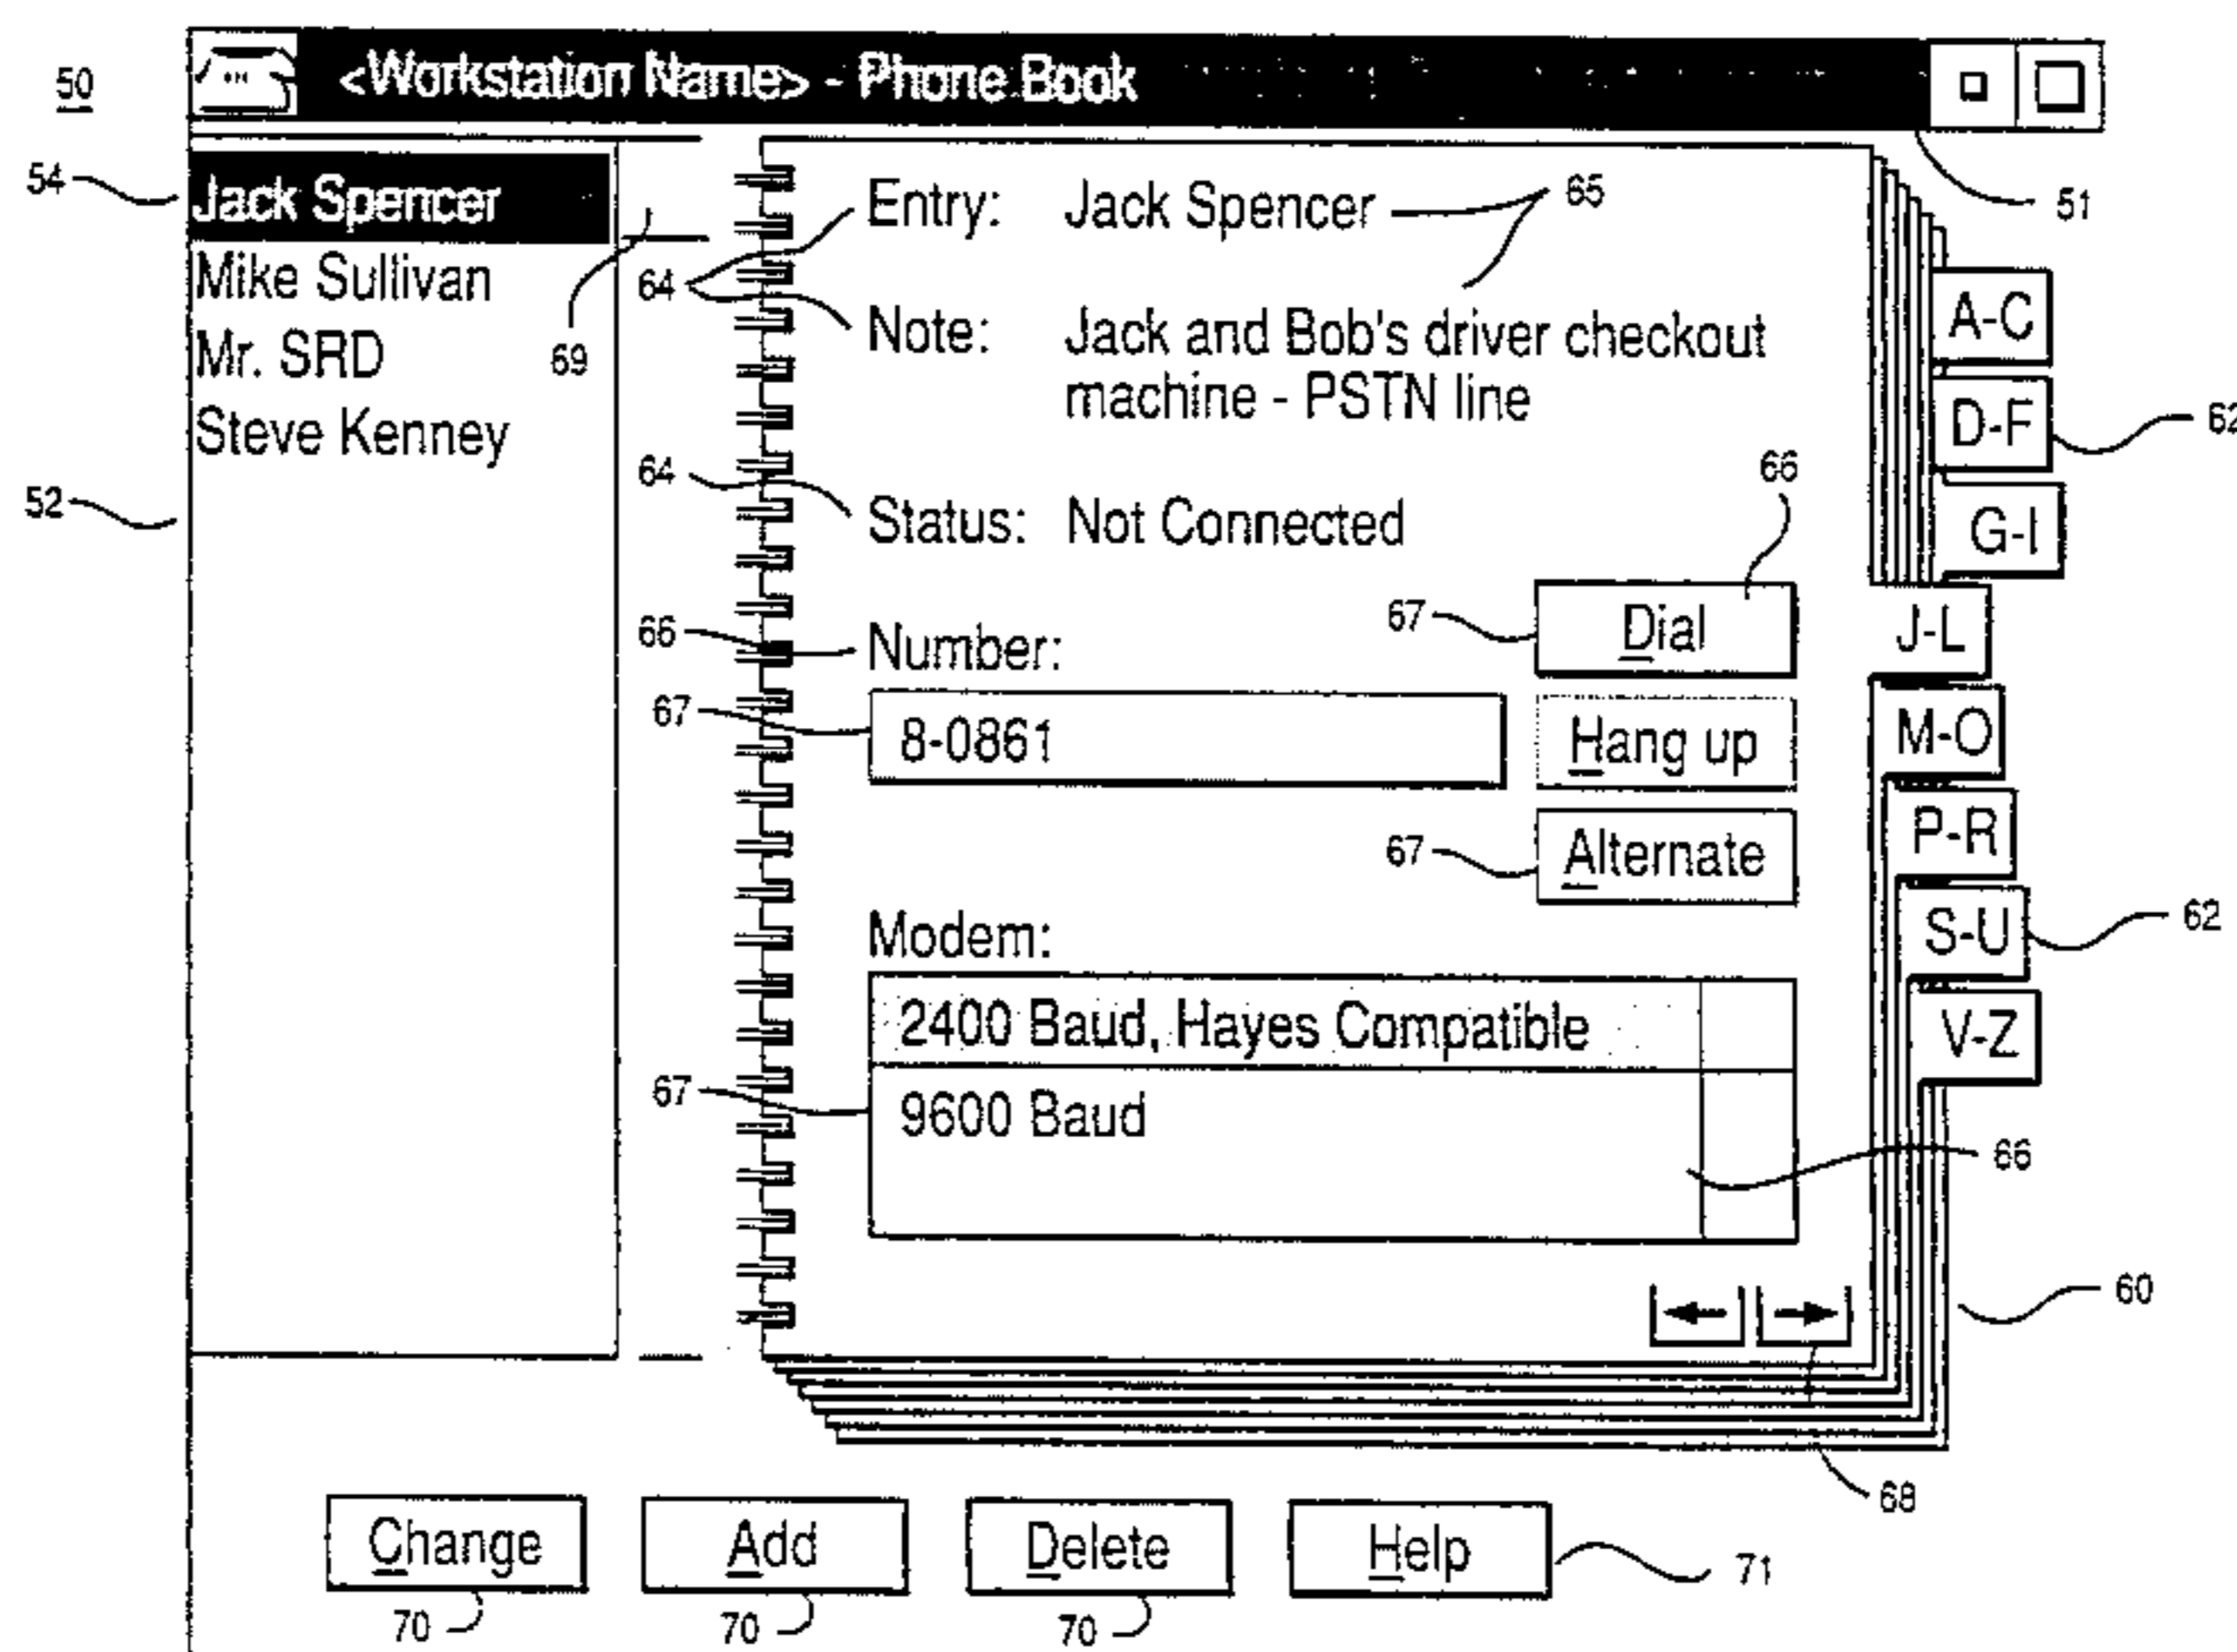 50
<Workstation Name> - Phone Book
51
54
Jack Spencer
Mike Sullivan
Mr. SRD
Steve Kenney
69
52
Entry: Jack Spencer
65
64
Note: Jack and Bob's driver checkout
machine - PSTN line
64
Status: Not Connected
66
66
Number:
67
Dial
67
8-0861
Hang up
67
Alternate
Modem:
2400 Baud, Hayes Compatible
67
9600 Baud
66
A-C
D-F
62
G-I
J-L
M-O
P-R
S-U
62
V-Z
60
68
Change
Add
Delete
Help
71
70
70
70